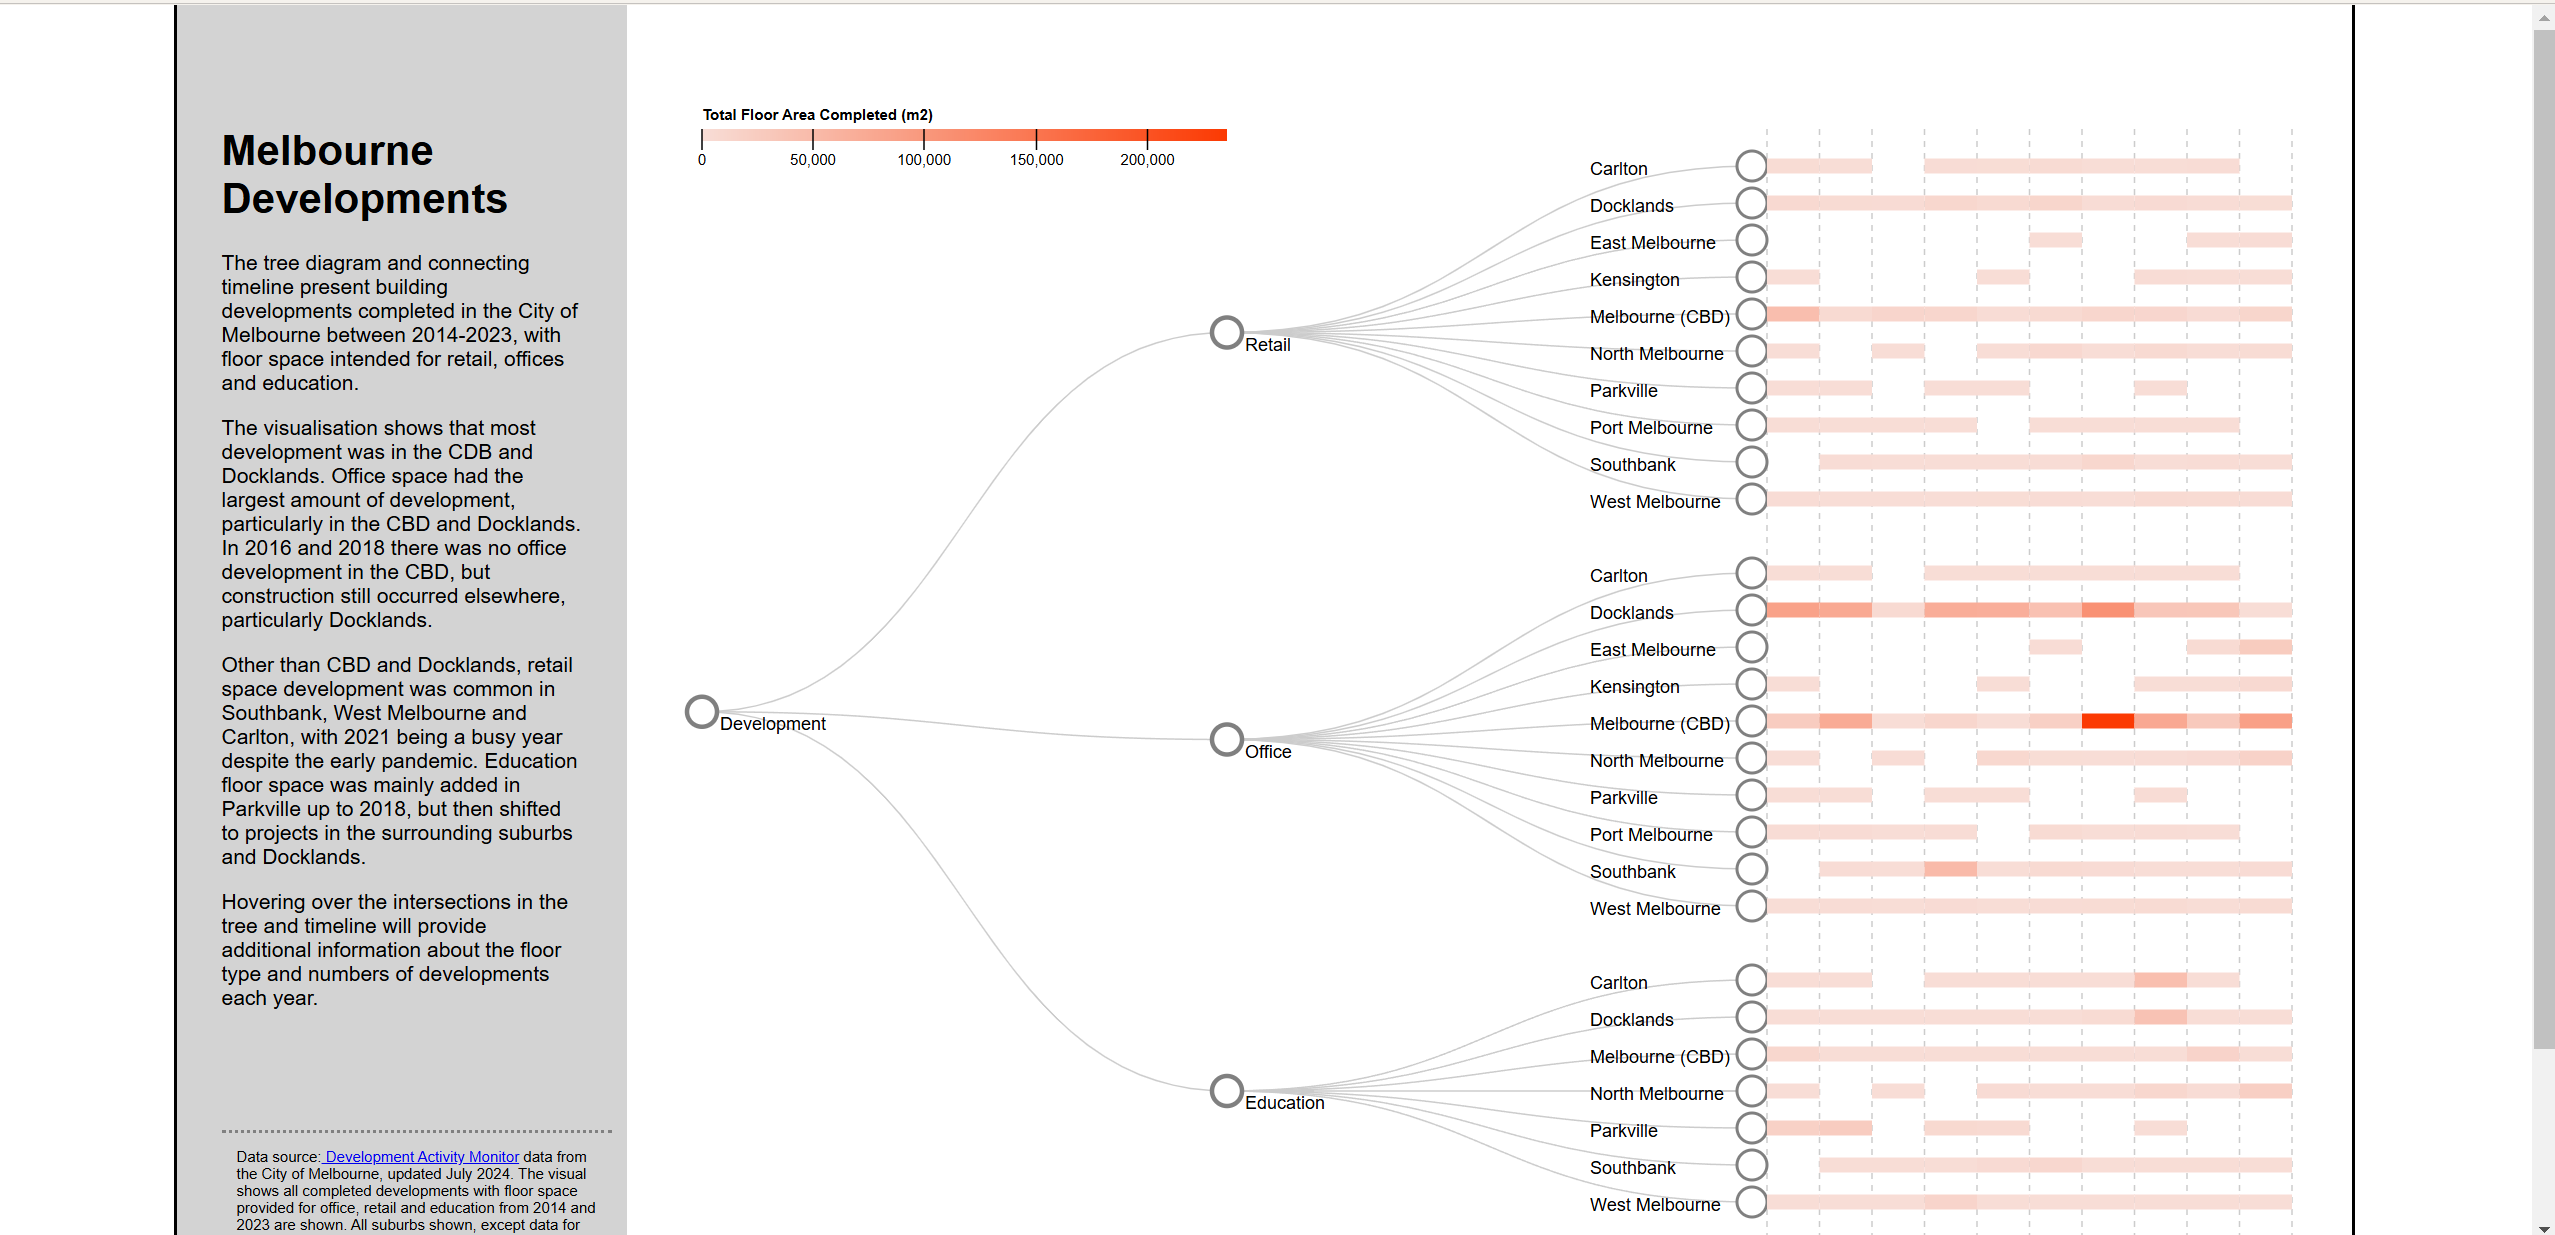 Melbourne
Developments
The tree diagram and connecting
timeline present building
developments completed in the City of
Melbourne between 2014-2023, with
floor space intended for retail, offices
and education.
The visualisation shows that most
development was in the CDB and
Docklands. Office space had the
largest amount of development,
particularly in the CBD and Docklands.
In 2016 and 2018 there was no office
development in the CBD, but
construction still occurred elsewhere,
particularly Docklands.
Other than CBD and Docklands, retail
space development was common in
Southbank, West Melbourne and
Carlton, with 2021 being a busy year
despite the early pandemic. Education
floor space was mainly added in
Parkville up to 2018, but then shifted
to projects in the surrounding suburbs
and Docklands.
Hovering over the intersections in the
tree and timeline will provide
additional information about the floor
type and numbers of developments
each year.
Data source: Development Activity Monitor data from
the City of Melbourne, updated July 2024. The visual
shows all completed developments with floor space
provided for office, retail and education from 2014 and
2023 are shown. All suburbs shown, except data for
Total Floor Area Completed (m2)
0 50,000 100,000 150,000 200,000
Development
Retail
Carlton
Docklands
East Melbourne
Kensington
Melbourne (CBD)
North Melbourne
Parkville
Port Melbourne
Southbank
West Melbourne
Office
Carlton
Docklands
East Melbourne
Kensington
Melbourne (CBD)
North Melbourne
Parkville
Port Melbourne
Southbank
West Melbourne
Education
Carlton
Docklands
Melbourne (CBD)
North Melbourne
Parkville
Southbank
West Melbourne